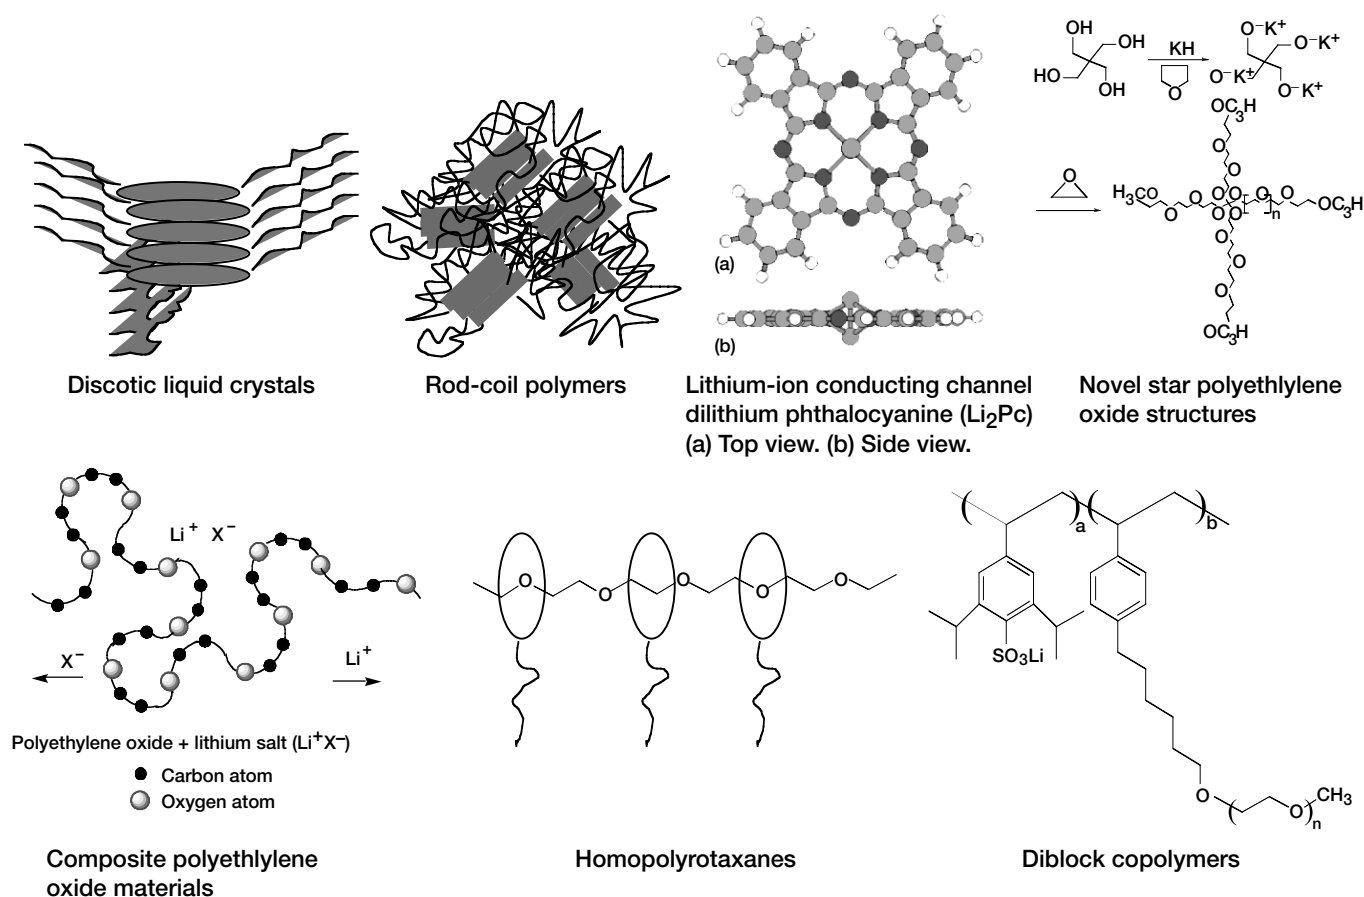 OH
OH
HO
OH
KH
O
O⁻K⁺
O⁻K⁺
O⁻K⁺
O⁻K⁺
O
OC₃H
O
O
H₃CO
O
O
O
O
O
O
O
n
O
OC₃H
O
O
O
OC₃H
(a)
(b)
Discotic liquid crystals
Rod-coil polymers
Lithium-ion conducting channel
dilithium phthalocyanine (Li₂Pc)
(a) Top view. (b) Side view.
Novel star polyethlylene
oxide structures
Li⁺ X⁻
X⁻
Li⁺
Polyethylene oxide + lithium salt (Li⁺X⁻)
Carbon atom
Oxygen atom
Composite polyethlylene
oxide materials
O
O
O
O
O
Homopolyrotaxanes
a
b
SO₃Li
O
O
CH₃
n
Diblock copolymers